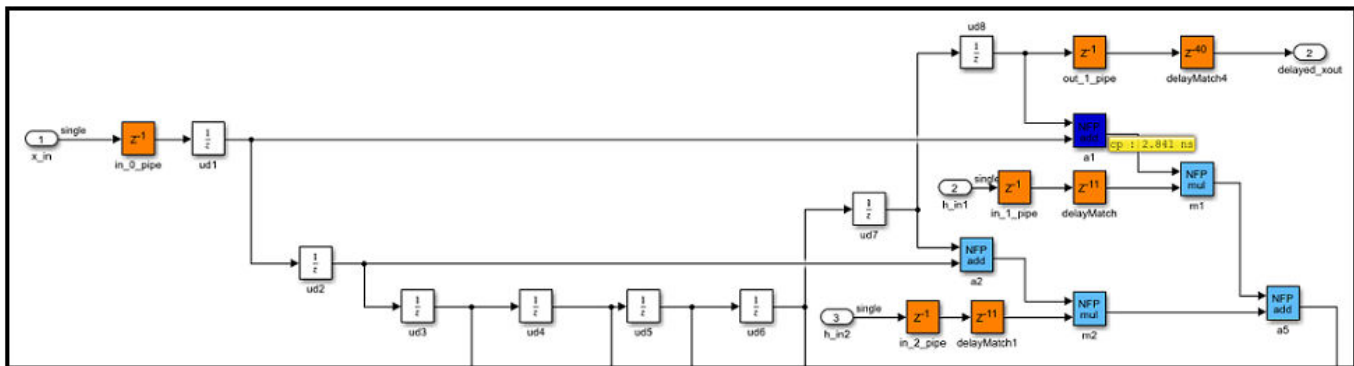 ud8
1
z
z-1
out_1_pipe
z-40
delayMatch4
2
delayed_xout
1
x_in
single
z-1
in_0_pipe
1
z
ud1
NFP
add
a1
cp : 2.841 ns
2
h_in1
single
z-1
in_1_pipe
z-11
delayMatch
NFP
mul
m1
1
z
ud7
1
z
ud2
NFP
add
a2
1
z
ud3
1
z
ud4
1
z
ud5
1
z
ud6
3
h_in2
single
z-1
in_2_pipe
z-11
delayMatch1
NFP
mul
m2
NFP
add
a5